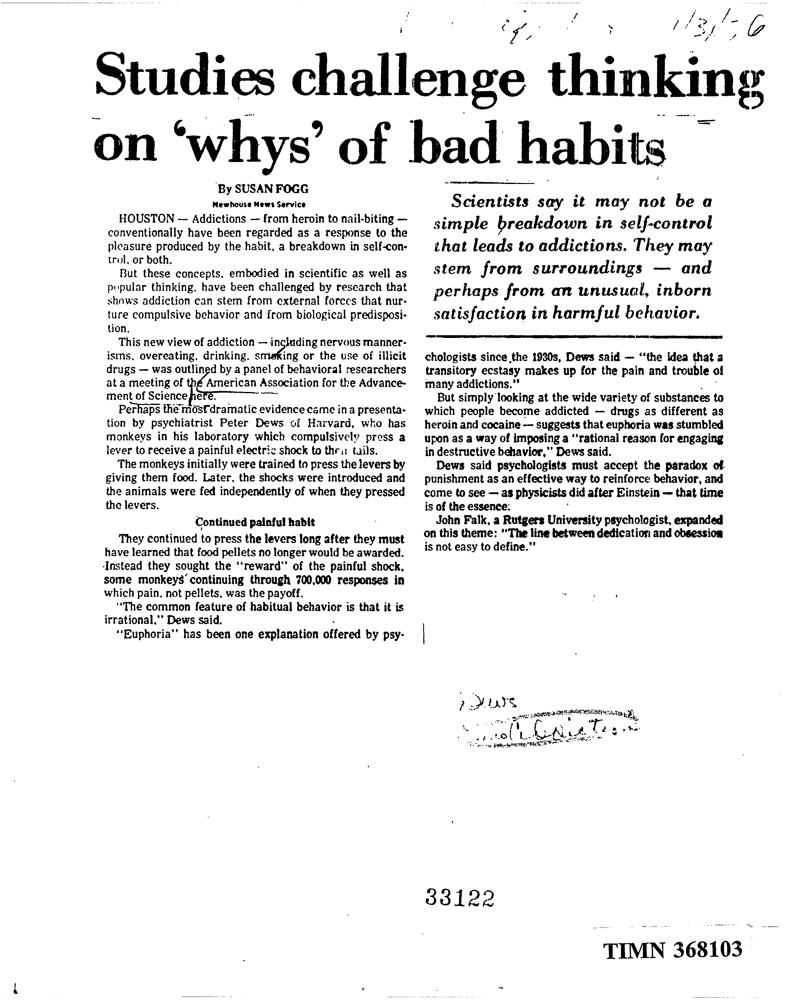 Studies challenge thinking
on ‘whys’ of bad habits
By SUSAN FOGG
Newhouse News Service
HOUSTON — Addictions — from heroin to nail-biting —
conventionally have been regarded as a response to the
pleasure produced by the habit, a breakdown in self-con-
trol, or both.
But these concepts, embodied in scientific as well as
popular thinking, have been challenged by research that
shows addiction can stem from external forces that nur-
ture compulsive behavior and from biological predisposi-
tion.
This new view of addiction — including nervous manner-
isms, overeating, drinking, smoking or the use of illicit
drugs — was outlined by a panel of behavioral researchers
at a meeting of the American Association for the Advance-
ment of Science here.
Perhaps the most dramatic evidence came in a presenta-
tion by psychiatrist Peter Dews of Harvard, who has
monkeys in his laboratory which compulsively press a
lever to receive a painful electric shock to their tails.
The monkeys initially were trained to press the levers by
giving them food. Later, the shocks were introduced and
the animals were fed independently of when they pressed
the levers.
Continued painful habit
They continued to press the levers long after they must
have learned that food pellets no longer would be awarded.
Instead they sought the “reward” of the painful shock,
some monkeys continuing through 700,000 responses in
which pain, not pellets, was the payoff.
“The common feature of habitual behavior is that it is
irrational,” Dews said.
“Euphoria” has been one explanation offered by psy-
Scientists say it may not be a
simple breakdown in self-control
that leads to addictions. They may
stem from surroundings — and
perhaps from an unusual, inborn
satisfaction in harmful behavior.
chologists since the 1930s, Dews said — “the idea that a
transitory ecstasy makes up for the pain and trouble of
many addictions.”
But simply looking at the wide variety of substances to
which people become addicted — drugs as different as
heroin and cocaine — suggests that euphoria was stumbled
upon as a way of imposing a “rational reason for engaging
in destructive behavior,” Dews said.
Dews said psychologists must accept the paradox of
punishment as an effective way to reinforce behavior, and
come to see — as physicists did after Einstein — that time
is of the essence:
John Falk, a Rutgers University psychologist, expanded
on this theme: “The line between dedication and obsession
is not easy to define.”
Dews
33122
TIMN 368103